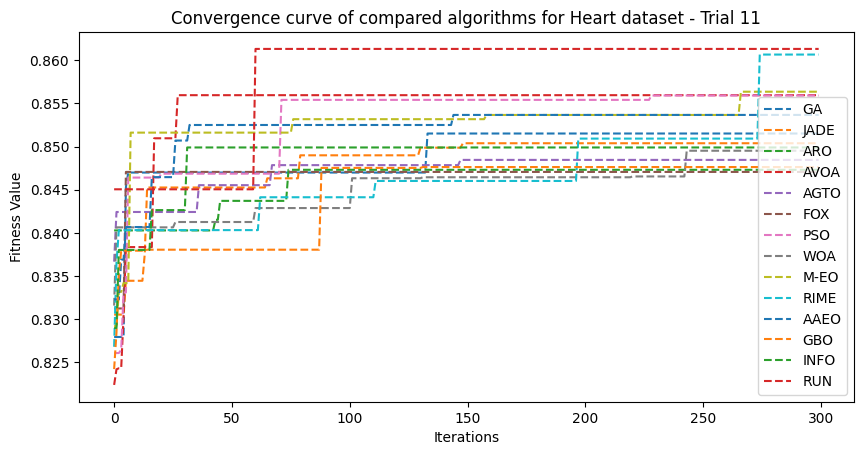 Convergence curve of compared algorithms for Heart dataset - Trial 11
0.860
0.855
0.850
0.845
0.840
0.835
0.830
0.825
Fitness Value
GA
JADE
ARO
AVOA
AGTO
FOX
PSO
WOA
M-EO
RIME
AAEO
GBO
INFO
RUN
0
50
100
150
200
250
300
Iterations